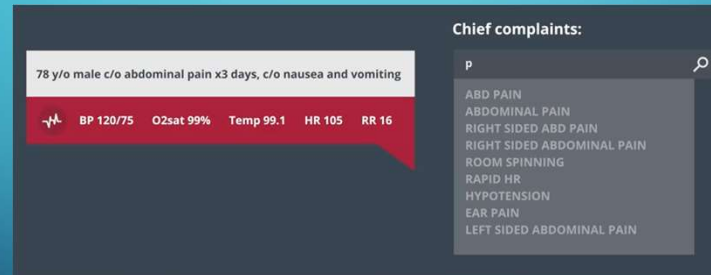 Chief complaints:
78 y/o male c/o abdominal pain x3 days, c/o nausea and vomiting
BP 120/75 O2sat 99% Temp 99.1 HR 105 RR 16
p
ABD PAIN
ABDOMINAL PAIN
RIGHT SIDED ABD PAIN
RIGHT SIDED ABDOMINAL PAIN
ROOM SPINNING
RAPID HR
HYPOTENSION
EAR PAIN
LEFT SIDED ABDOMINAL PAIN